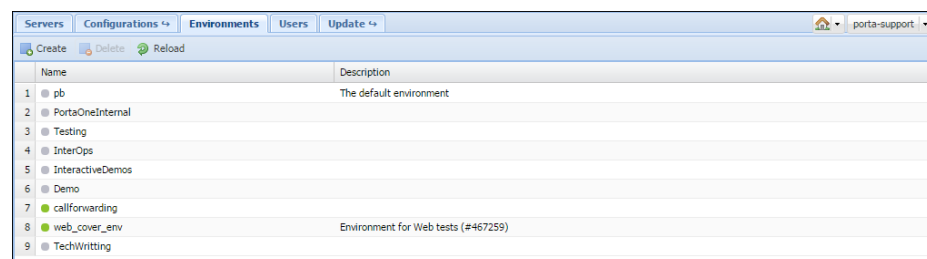 Servers Configurations ↪ Environments Users Update ↪ porta-support
Create Delete Reload
Name Description
1 pb The default environment
2 PortaOneInternal
3 Testing
4 InterOps
5 InteractiveDemos
6 Demo
7 callforwarding
8 web_cover_env Environment for Web tests (#467259)
9 TechWritting